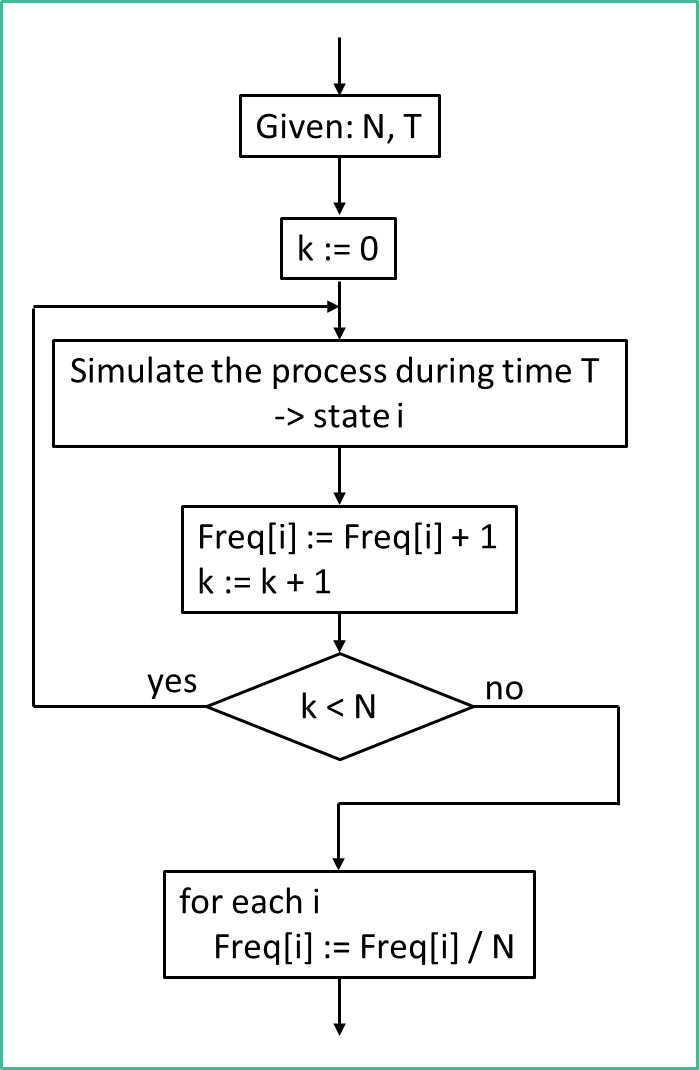 Given: N, T
k := 0
Simulate the process during time T
-> state i
Freq[i] := Freq[i] + 1
k := k + 1
yes
k < N
no
for each i
Freq[i] := Freq[i] / N